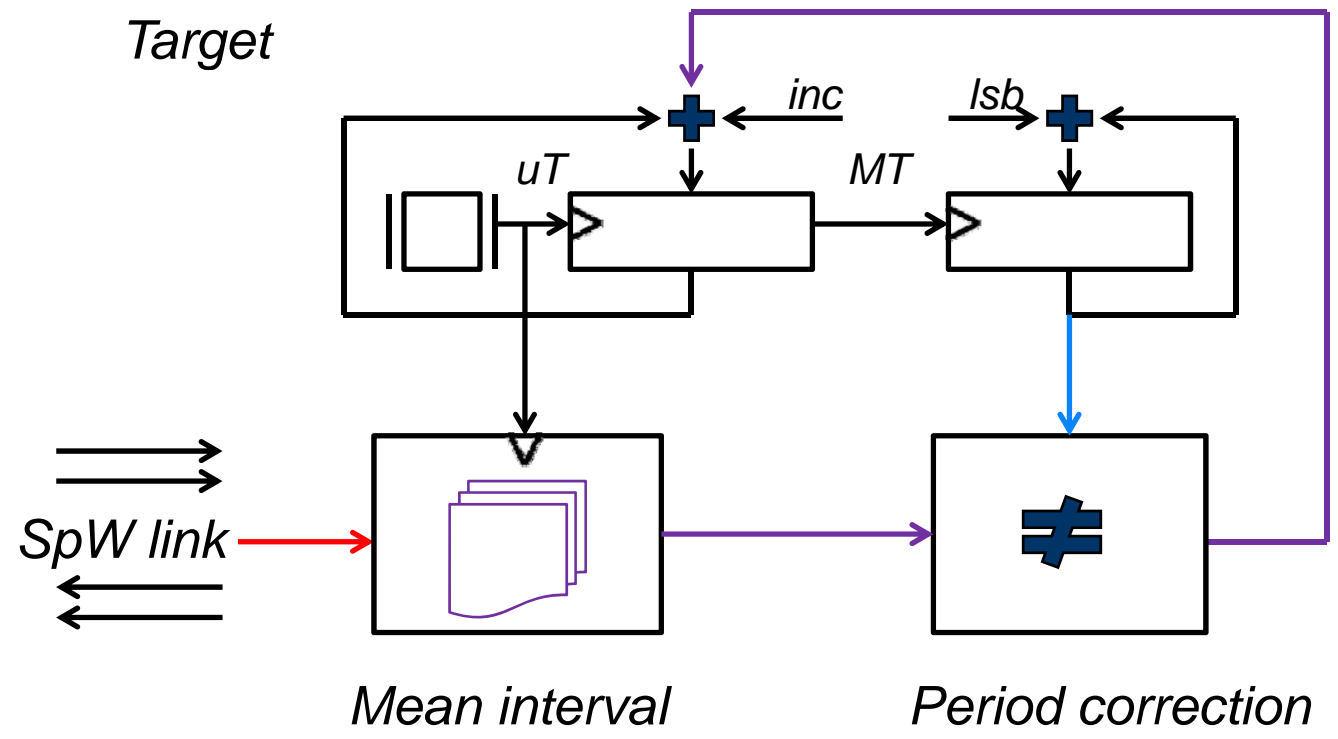 Target
inc
lsb
uT
MT
SpW link
Mean interval
Period correction